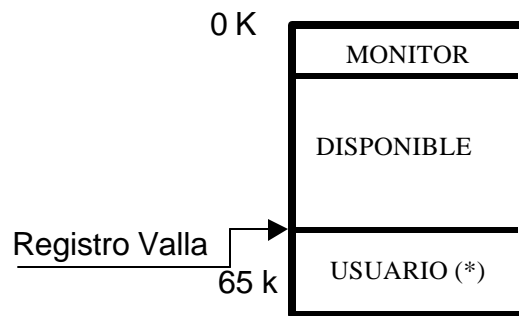 0 K
MONITOR
DISPONIBLE
Registro Valla
65 k
USUARIO (*)